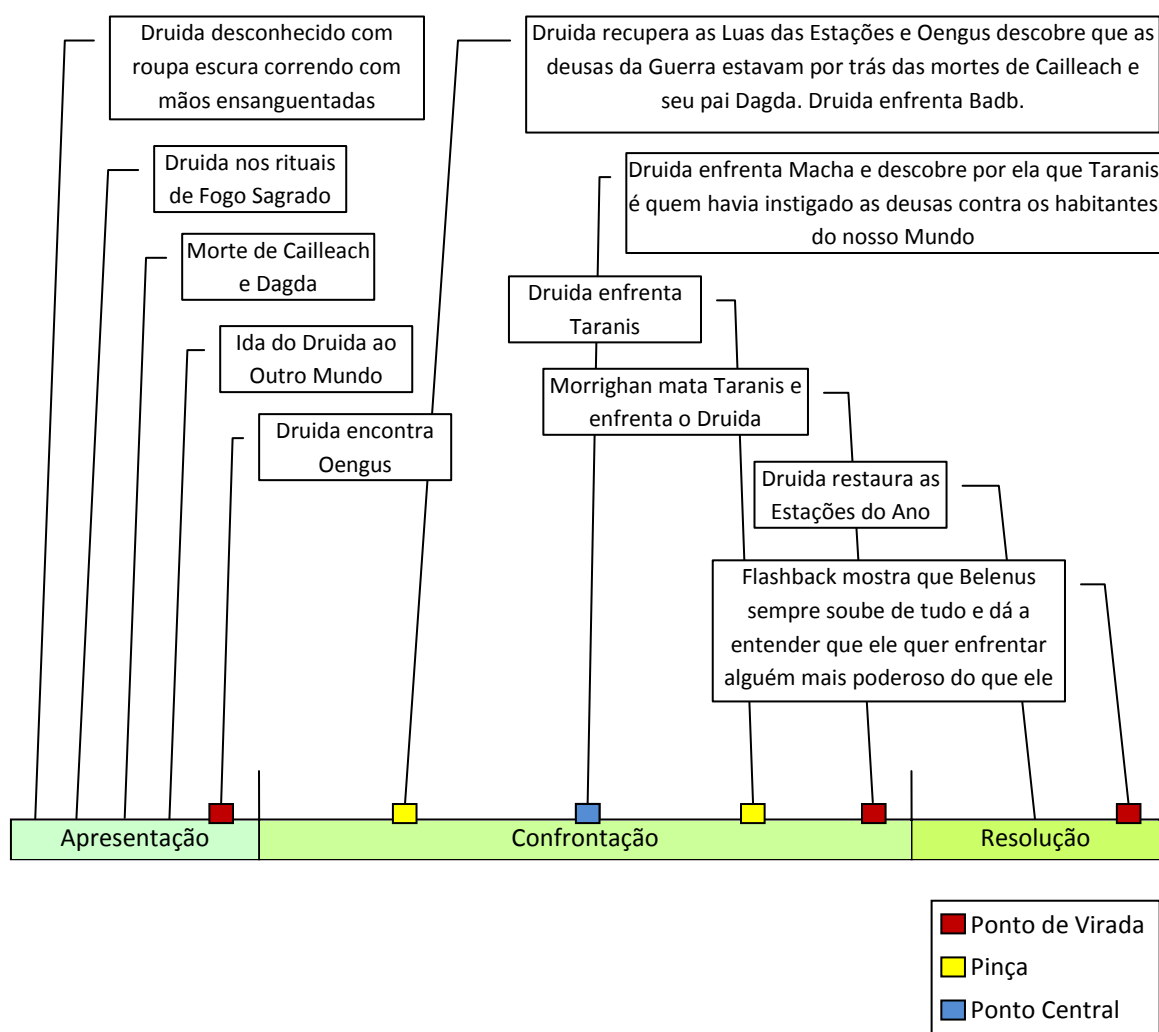 Druida desconhecido com
roupa escura correndo com
mãos ensanguentadas
Druida nos rituais
de Fogo Sagrado
Morte de Cailleach
e Dagda
Ida do Druida ao
Outro Mundo
Druida encontra
Oengus
Druida recupera as Luas das Estações e Oengus descobre que as
deusas da Guerra estavam por trás das mortes de Cailleach e
seu pai Dagda. Druida enfrenta Badb.
Druida enfrenta Macha e descobre por ela que Taranis
é quem havia instigado as deusas contra os habitantes
do nosso Mundo
Druida enfrenta
Taranis
Morrighan mata Taranis e
enfrenta o Druida
Druida restaura as
Estações do Ano
Flashback mostra que Belenus
sempre soube de tudo e dá a
entender que ele quer enfrentar
alguém mais poderoso do que ele
Apresentação
Confrontação
Resolução
Ponto de Virada
Pinça
Ponto Central